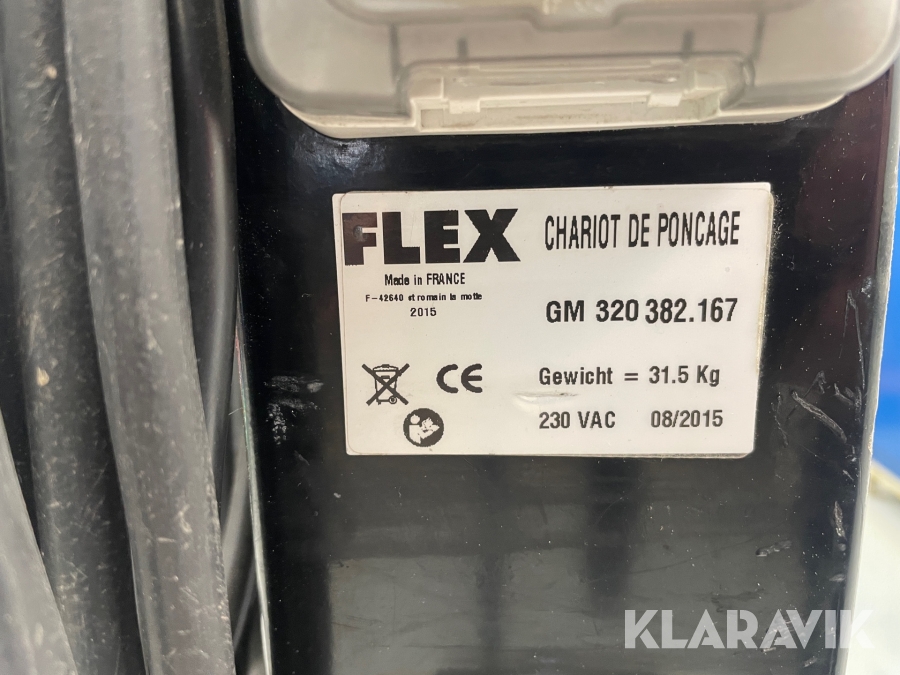 FLEX
CHARIOT DE PONCAGE
Made in FRANCE
F-42640 st romain la motte
2015
GM 320 382.167
CE
Gewicht = 31.5 Kg
230 VAC 08/2015
KLARAVIK